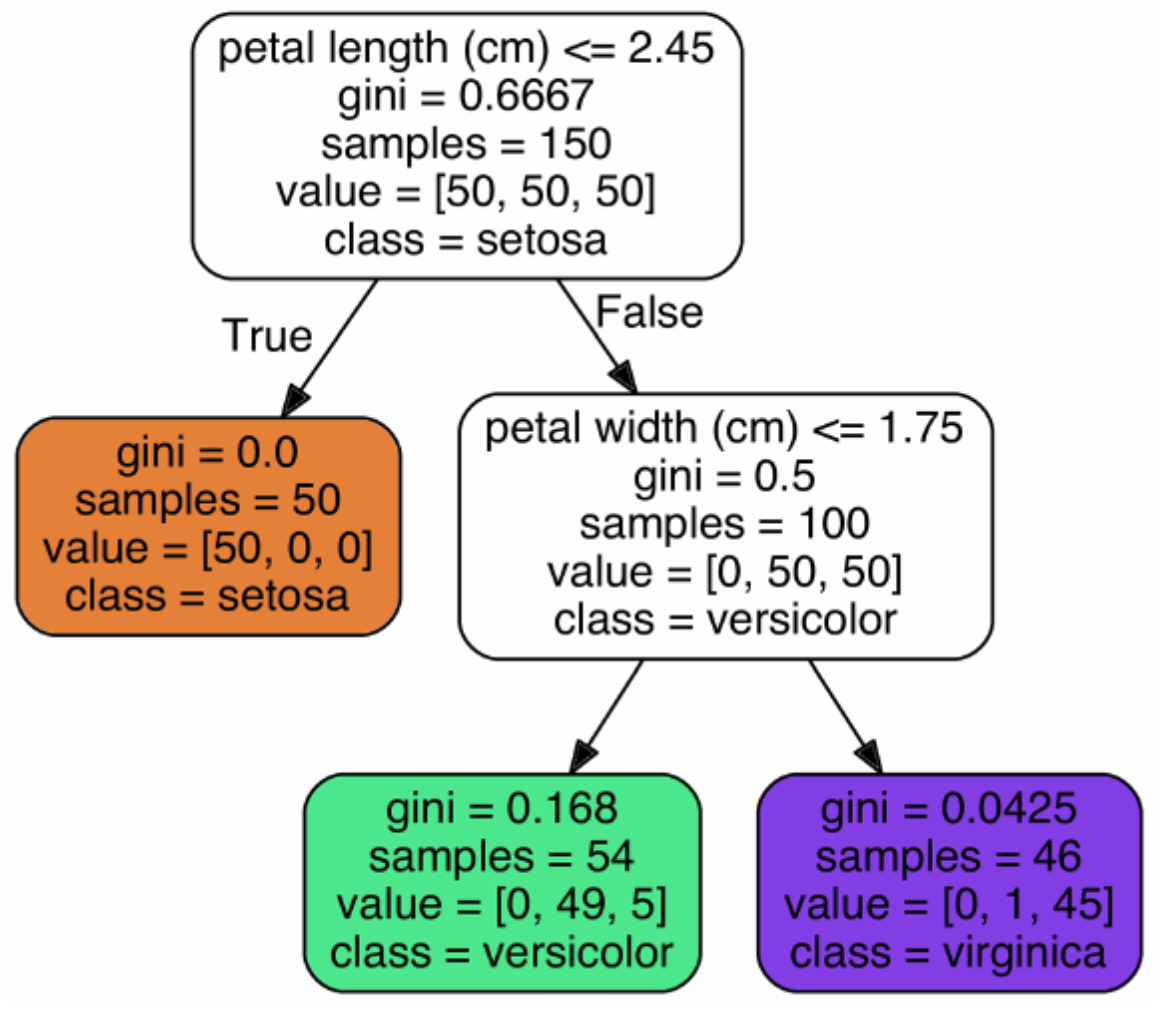 petal length (cm) <= 2.45
gini = 0.6667
samples = 150
value = [50, 50, 50]
class = setosa
True
False
gini = 0.0
samples = 50
value = [50, 0, 0]
class = setosa
petal width (cm) <= 1.75
gini = 0.5
samples = 100
value = [0, 50, 50]
class = versicolor
gini = 0.168
samples = 54
value = [0, 49, 5]
class = versicolor
gini = 0.0425
samples = 46
value = [0, 1, 45]
class = virginica